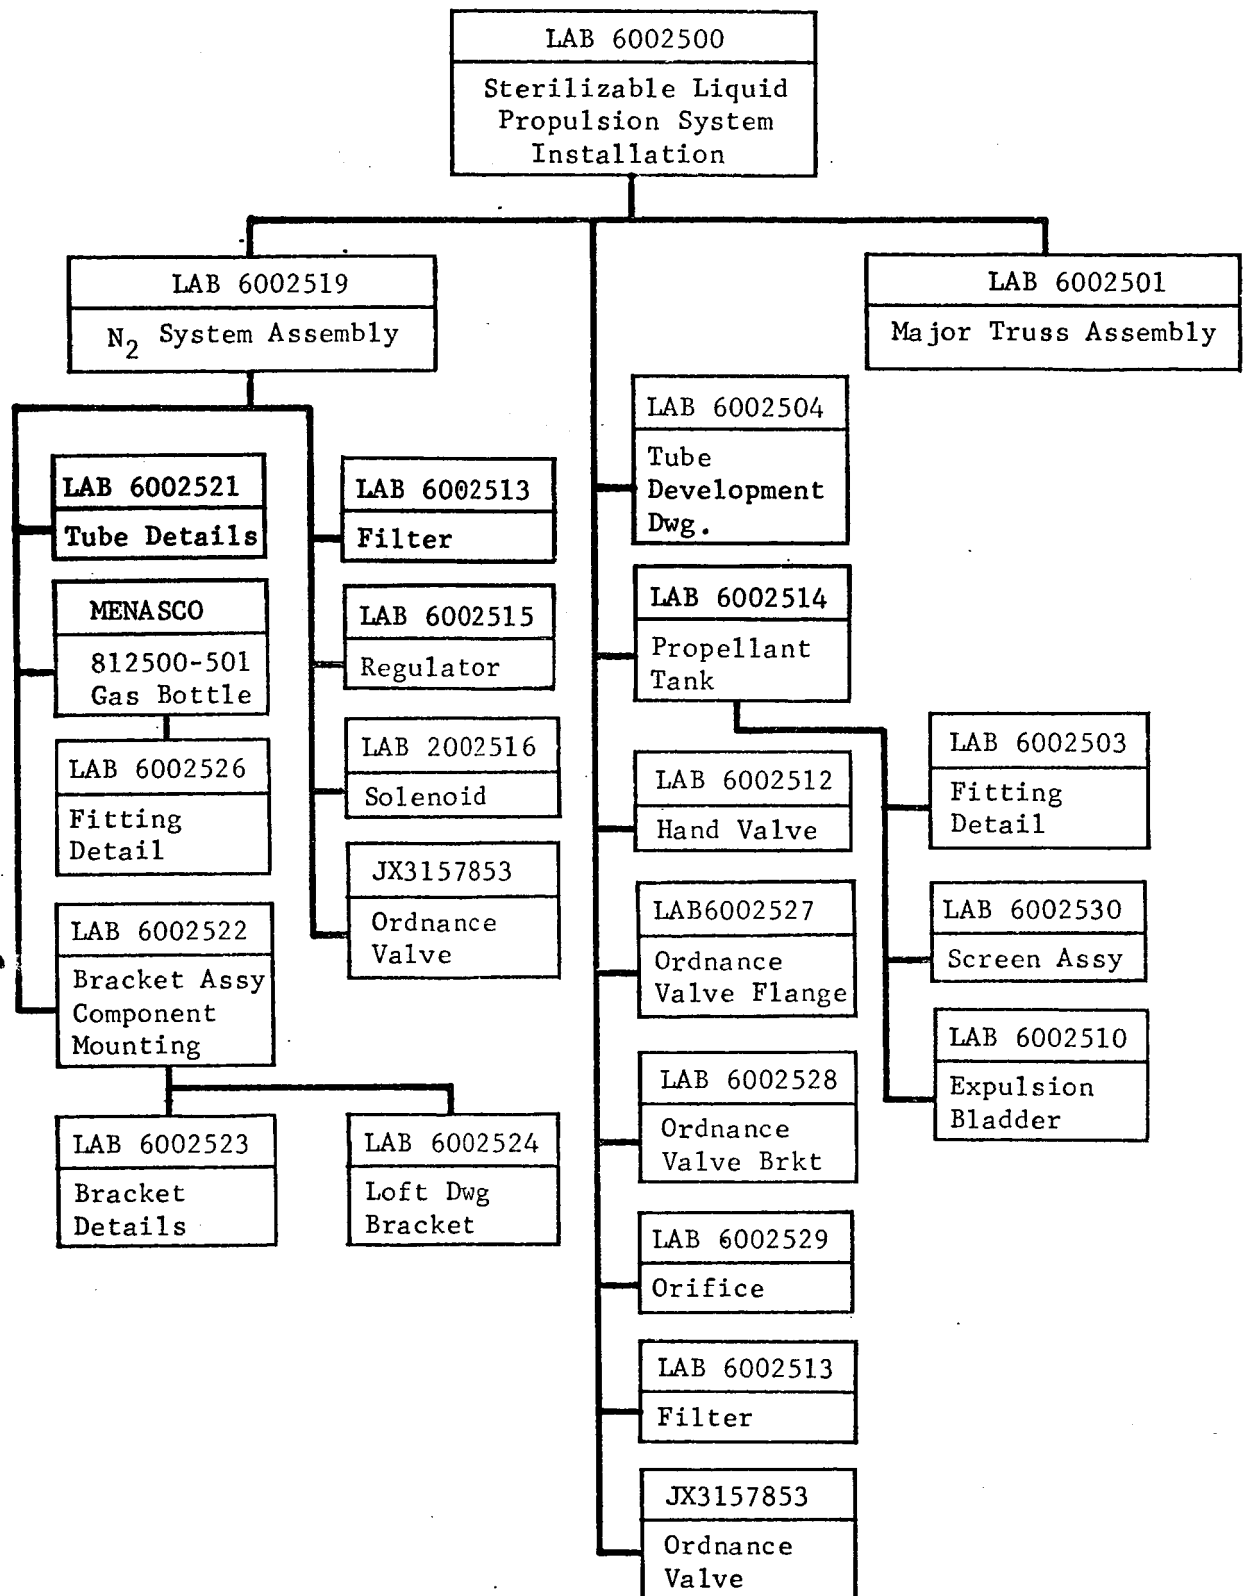 LAB 6002500
Sterilizable Liquid
Propulsion System
Installation
LAB 6002519
N2 System Assembly
LAB 6002501
Major Truss Assembly
LAB 6002521
Tube Details
MENASCO
812500-501
Gas Bottle
LAB 6002526
Fitting
Detail
LAB 6002522
Bracket Assy
Component
Mounting
LAB 6002523
Bracket
Details
LAB 6002524
Loft Dwg
Bracket
LAB 6002513
Filter
LAB 6002515
Regulator
LAB 2002516
Solenoid
JX3157853
Ordnance
Valve
LAB 6002504
Tube
Development
Dwg.
LAB 6002514
Propellant
Tank
LAB 6002503
Fitting
Detail
LAB 6002530
Screen Assy
LAB 6002510
Expulsion
Bladder
LAB 6002512
Hand Valve
LAB6002527
Ordnance
Valve Flange
LAB 6002528
Ordnance
Valve Brkt
LAB 6002529
Orifice
LAB 6002513
Filter
JX3157853
Ordnance
Valve